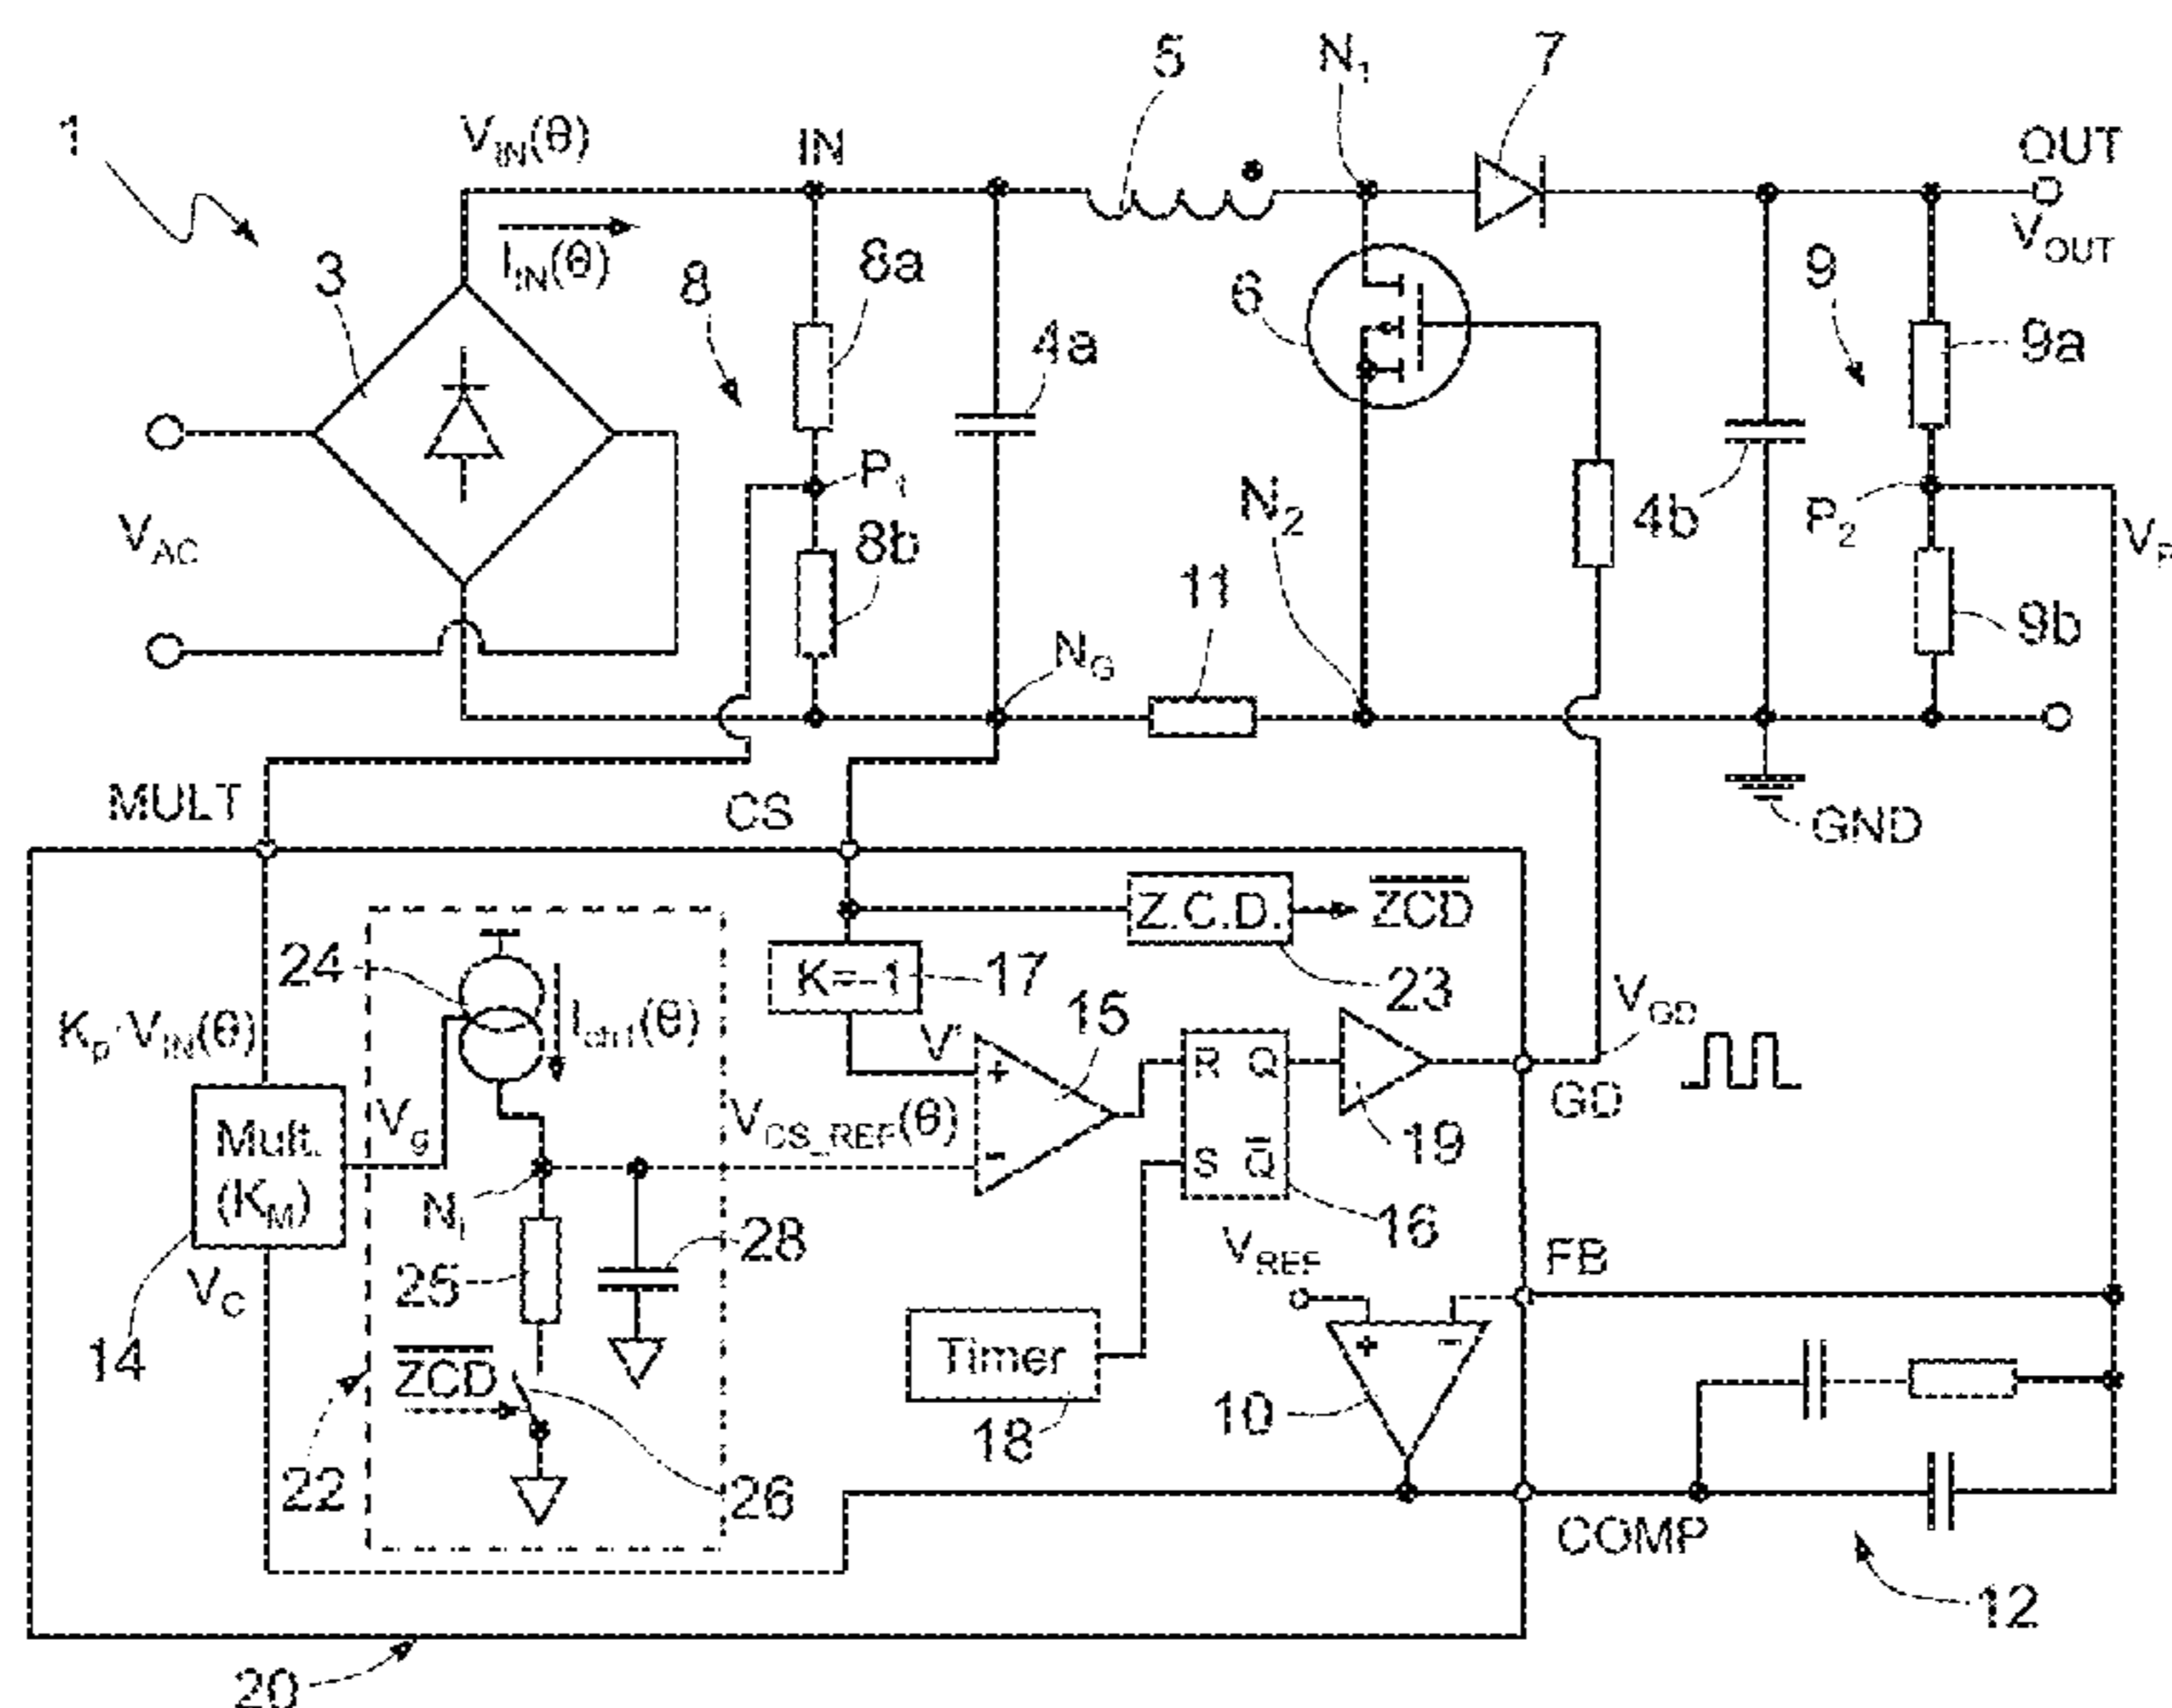 1
V_IN(θ)
IN
5
N_1
7
OUT
V_OUT
I_IN(θ)
3
8
8a
4a
6
9
9a
V_AC
P_1
8b
N_2
4b
P_2
9b
11
N_G
MULT
CS
GND
Z.C.D.
ZCD̅
24
K=-1
17
23
V_GD
K_p·V_IN(θ)
I_ctrl(θ)
15
V'
R Q
GD
Mult.
(K_M)
V_g
V_CS_REF(θ)
+
-
S Q̅
19
N_i
28
16
V_REF
FB
V_C
25
14
Z̅C̅D̅
Timer
+ -
10
22
18
26
COMP
12
20